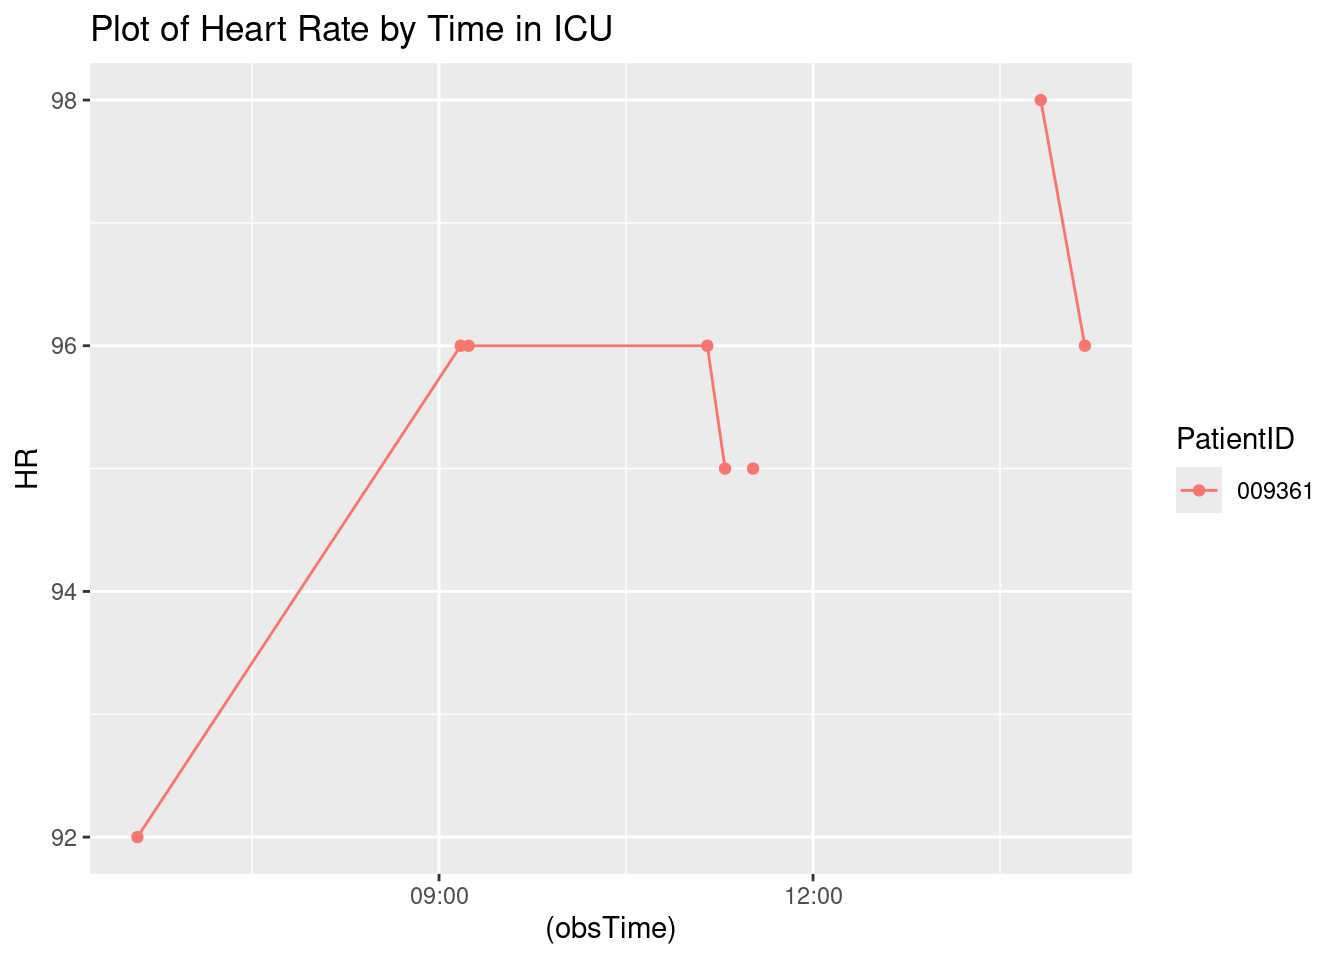 Plot of Heart Rate by Time in ICU
98
96
94
92
HR
09:00
12:00
(obsTime)
PatientID
009361